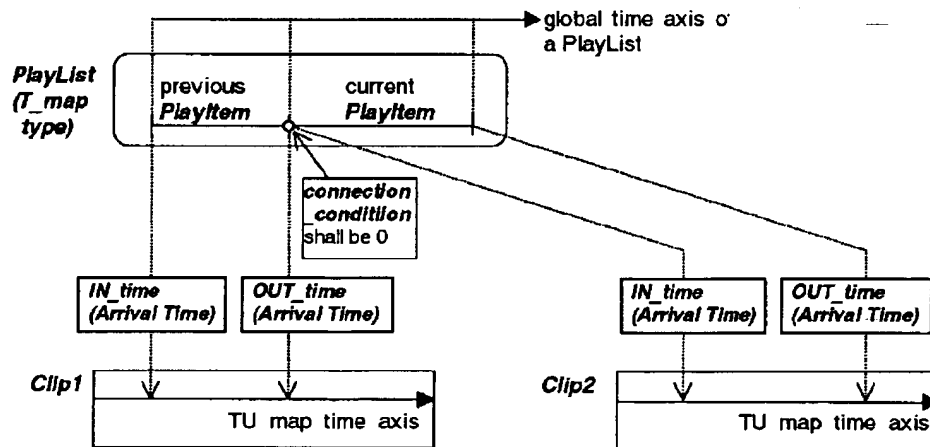 global time axis o
a PlayList
PlayList
(T_map
type)
previous
PlayItem
current
PlayItem
connection
_condition
shall be 0
IN_time
(Arrival Time)
OUT_time
(Arrival Time)
IN_time
(Arrival Time)
OUT_time
(Arrival Time)
Clip1
TU map time axis
Clip2
TU map time axis